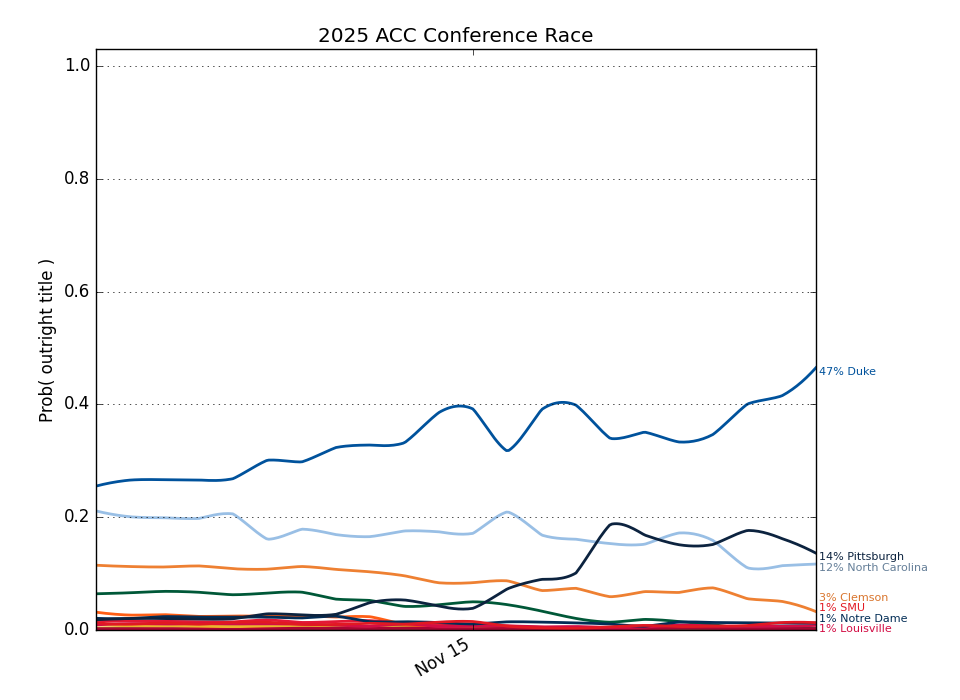 2025 ACC Conference Race
Prob( outright title )
1.0
0.8
0.6
0.4
0.2
0.0
Nov 15
47% Duke
14% Pittsburgh
12% North Carolina
3% Clemson
1% SMU
1% Notre Dame
1% Louisville